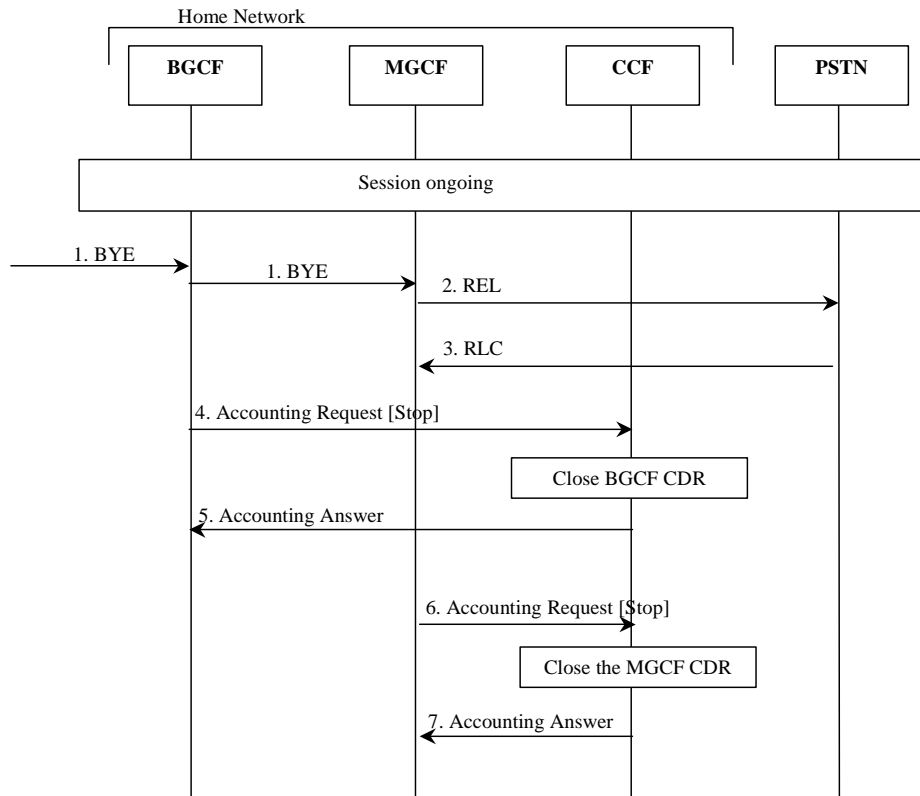 Home Network
BGCF
MGCF
CCF
PSTN
Session ongoing
1. BYE
1. BYE
2. REL
3. RLC
4. Accounting Request [Stop]
Close BGCF CDR
5. Accounting Answer
6. Accounting Request [Stop]
Close the MGCF CDR
7. Accounting Answer